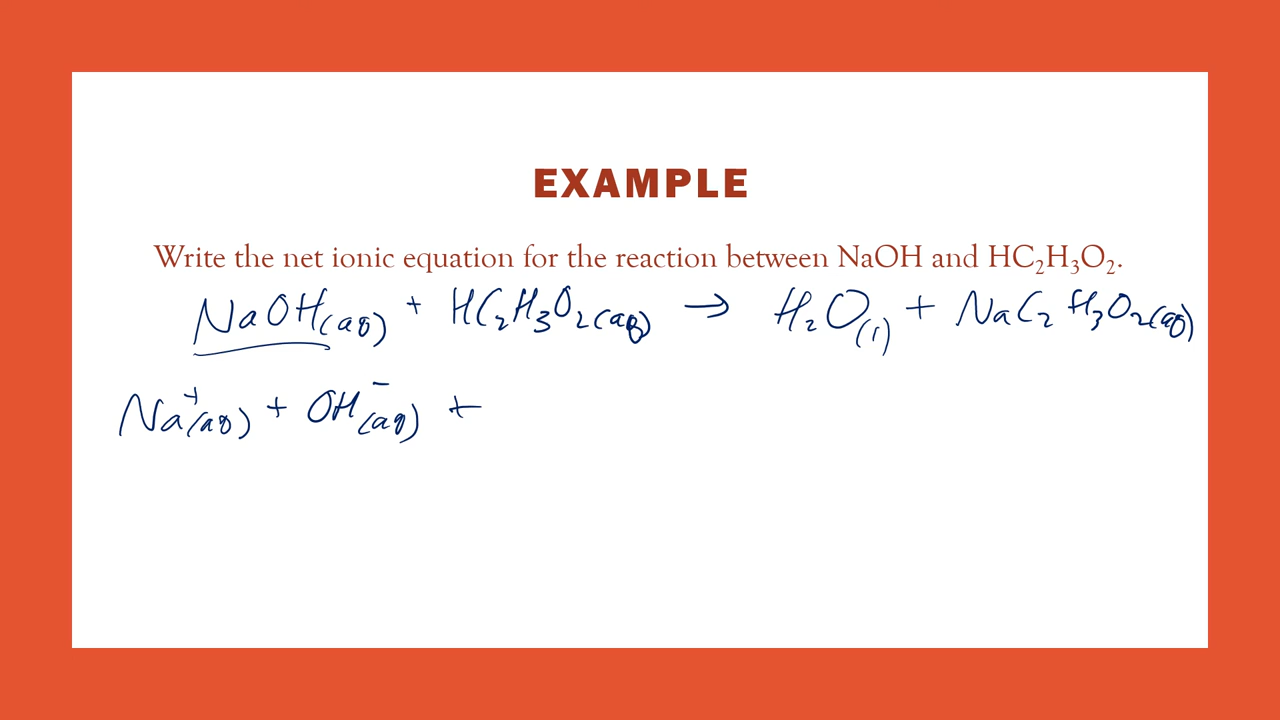 EXAMPLE
Write the net ionic equation for the reaction between NaOH and HC₂H₃O₂.
NaOH(aq) + HC₂H₃O₂(aq) → H₂O(l) + NaC₂H₃O₂(aq)
Na⁺(aq) + OH⁻(aq) +